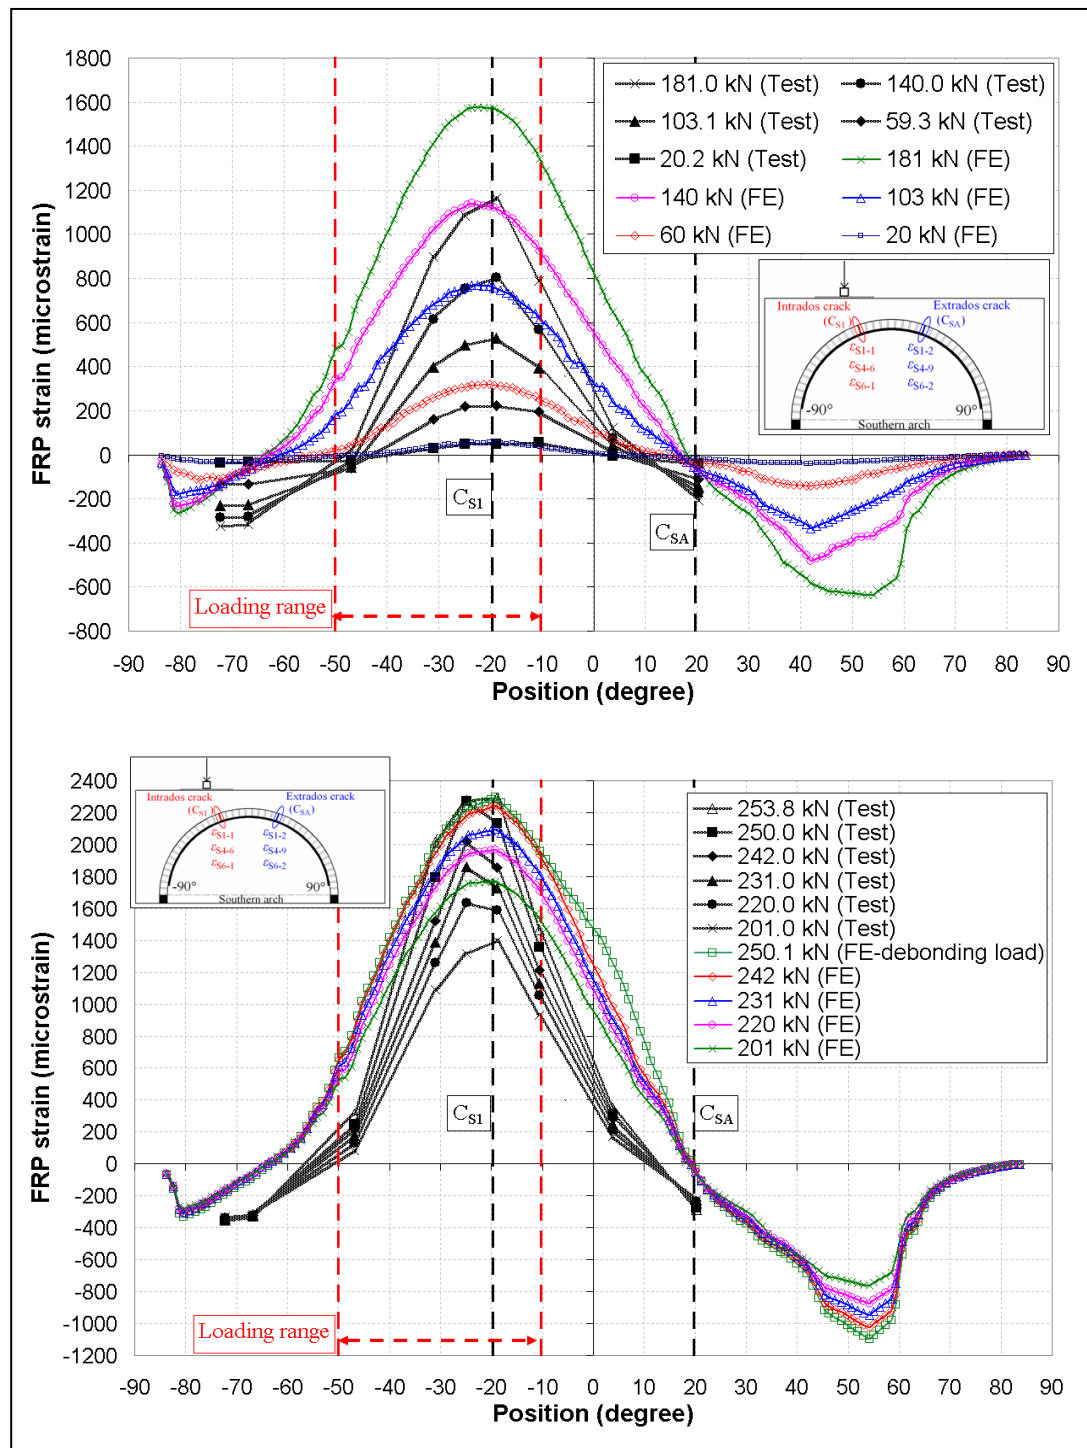 1800
1600
1400
1200
1000
800
600
400
200
0
-200
-400
-600
-800
FRP strain (microstrain)
181.0 kN (Test) 140.0 kN (Test)
103.1 kN (Test) 59.3 kN (Test)
20.2 kN (Test) 181 kN (FE)
140 kN (FE) 103 kN (FE)
60 kN (FE) 20 kN (FE)
Intrados crack Extrados crack
(CS1) (CSA)
εS1-1 εS1-2
εS4-6 εS4-9
εS6-1 εS6-2
-90° 90°
Southern arch
CS1
CSA
Loading range
-90 -80 -70 -60 -50 -40 -30 -20 -10 0 10 20 30 40 50 60 70 80 90
Position (degree)
2400
2200
2000
1800
1600
1400
1200
1000
800
600
400
200
0
-200
-400
-600
-800
-1000
-1200
FRP strain (microstrain)
Intrados crack Extrados crack
(CS1) (CSA)
εS1-1 εS1-2
εS4-6 εS4-9
εS6-1 εS6-2
-90° 90°
Southern arch
253.8 kN (Test)
250.0 kN (Test)
242.0 kN (Test)
231.0 kN (Test)
220.0 kN (Test)
201.0 kN (Test)
250.1 kN (FE-debonding load)
242 kN (FE)
231 kN (FE)
220 kN (FE)
201 kN (FE)
CS1 CSA
Loading range
-90 -80 -70 -60 -50 -40 -30 -20 -10 0 10 20 30 40 50 60 70 80 90
Position (degree)